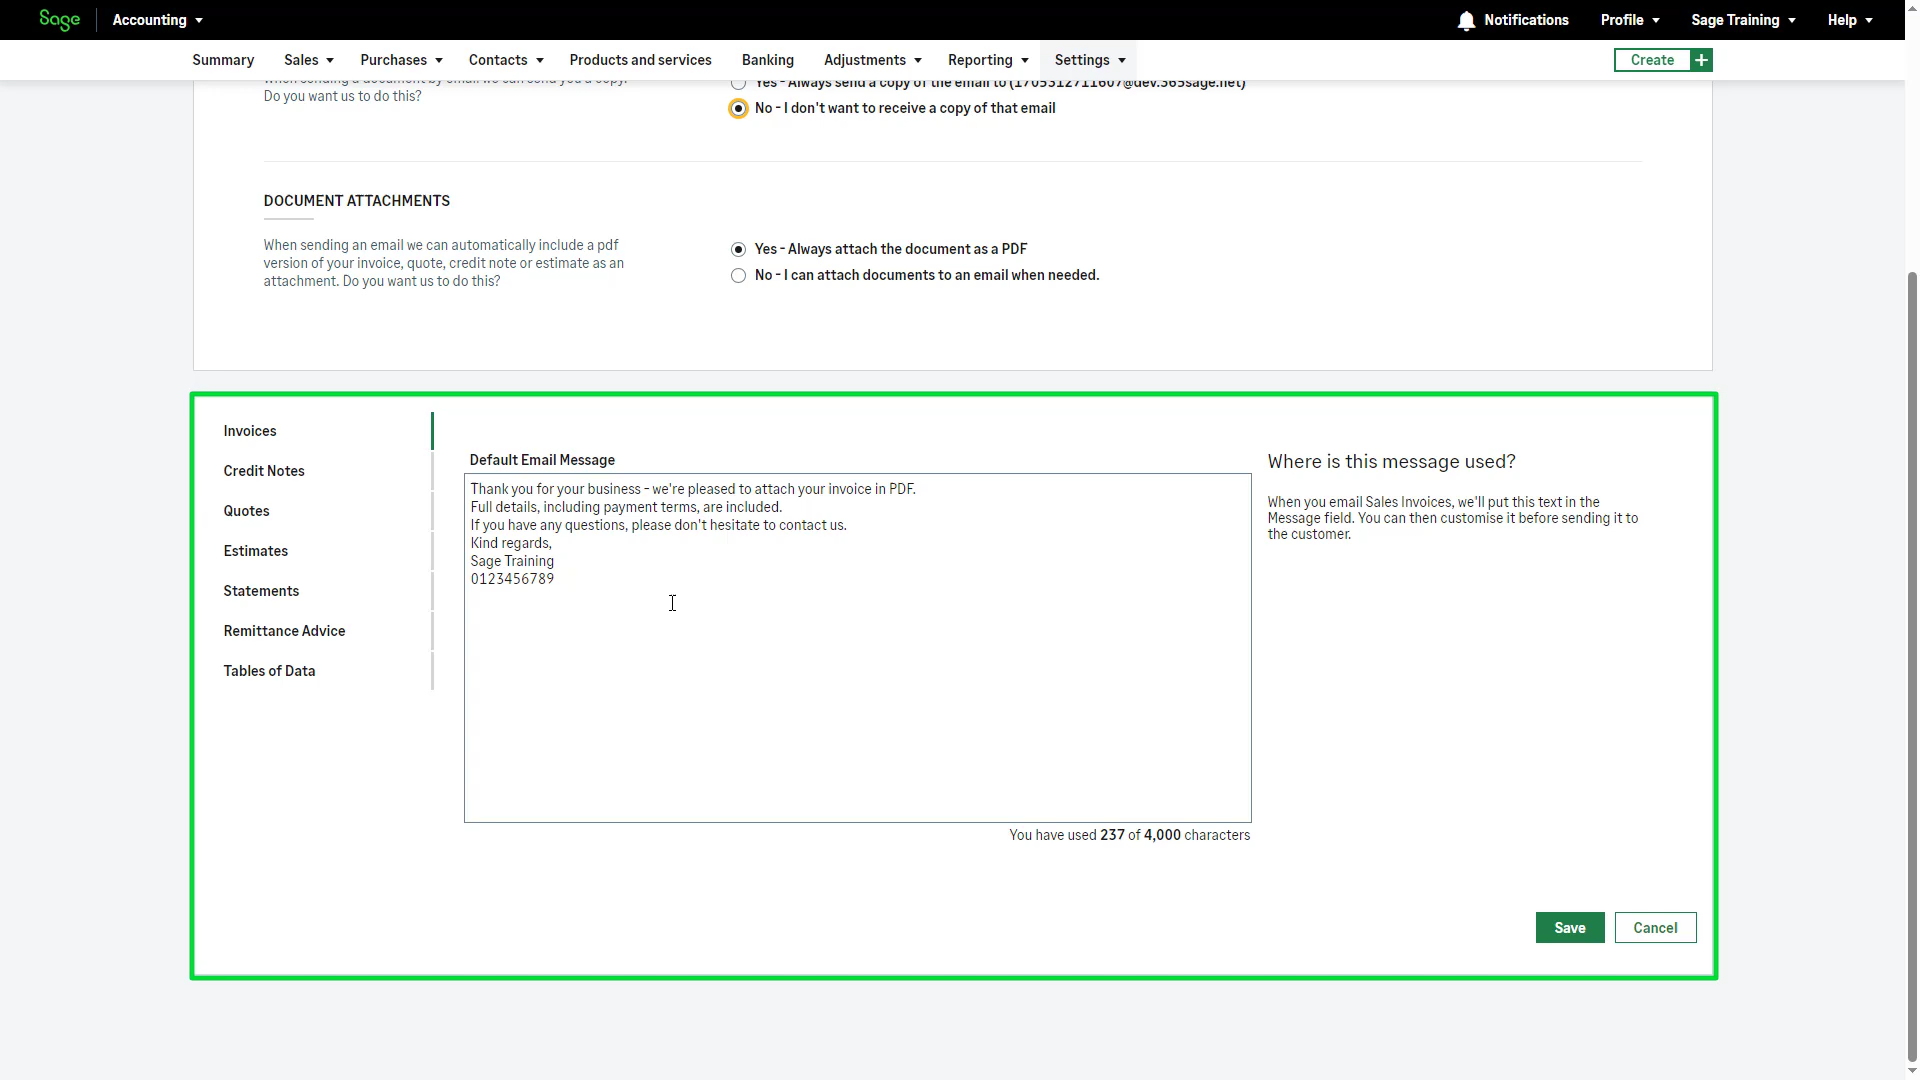 Sage Accounting Notifications Profile Sage Training Help
Summary Sales Purchases Contacts Products and services Banking Adjustments Reporting Settings Create +
When sending a document by email we can send you a copy.
Do you want us to do this?
Yes - Always send a copy of the email to (1705312711607@dev.365sage.net)
No - I don't want to receive a copy of that email
DOCUMENT ATTACHMENTS
When sending an email we can automatically include a pdf
version of your invoice, quote, credit note or estimate as an
attachment. Do you want us to do this?
Yes - Always attach the document as a PDF
No - I can attach documents to an email when needed.
Invoices
Credit Notes
Quotes
Estimates
Statements
Remittance Advice
Tables of Data
Default Email Message
Thank you for your business - we're pleased to attach your invoice in PDF.
Full details, including payment terms, are included.
If you have any questions, please don't hesitate to contact us.
Kind regards,
Sage Training
0123456789
You have used 237 of 4,000 characters
Where is this message used?
When you email Sales Invoices, we'll put this text in the
Message field. You can then customise it before sending it to
the customer.
Save Cancel